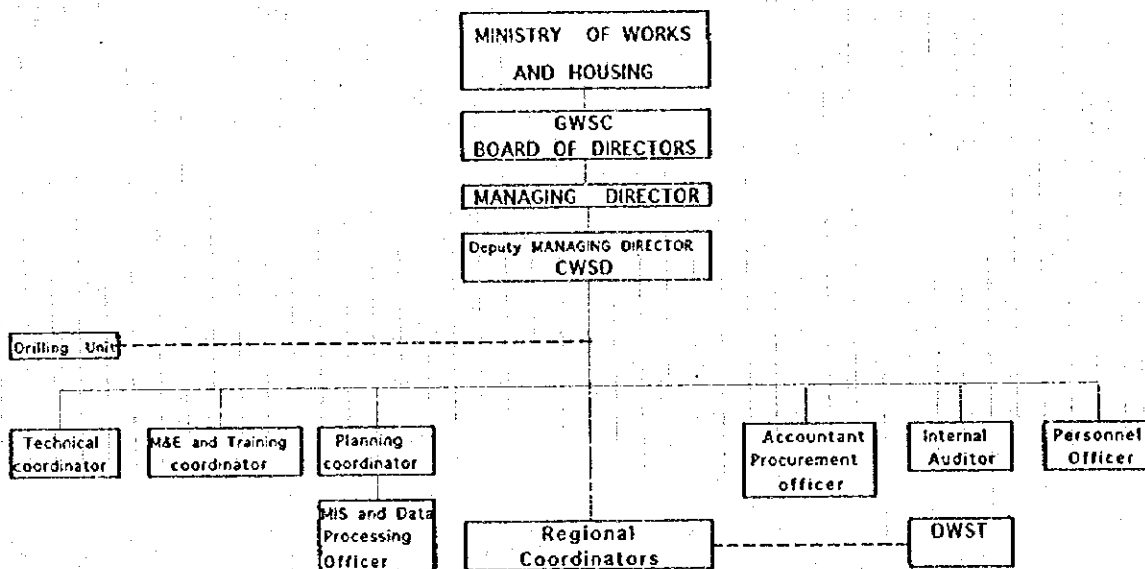 MINISTRY OF WORKS
AND HOUSING
GWSC
BOARD OF DIRECTORS
MANAGING DIRECTOR
Deputy MANAGING DIRECTOR
CWSD
Drilling Unit
Technical
coordinator
M&E and Training
coordinator
Planning
coordinator
Accountant
Procurement
officer
Internal
Auditor
Personnel
Officer
MIS and Data
Processing
Officer
Regional
Coordinators
DWST